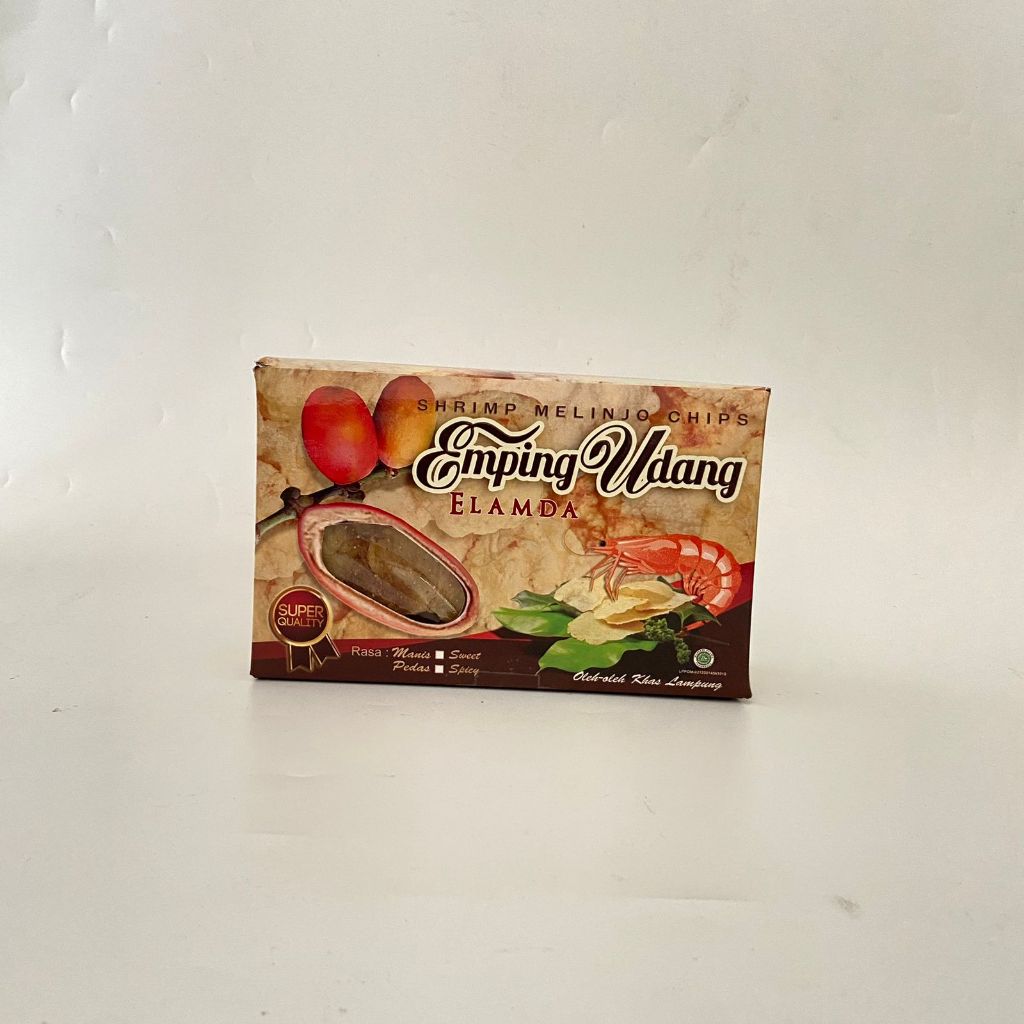 SHRIMP MELINJO CHIPS
Emping Udang
ELAMDA
SUPER
QUALITY
Rasa : Manis Sweet
Pedas Spicy
Oleh-oleh Khas Lampung